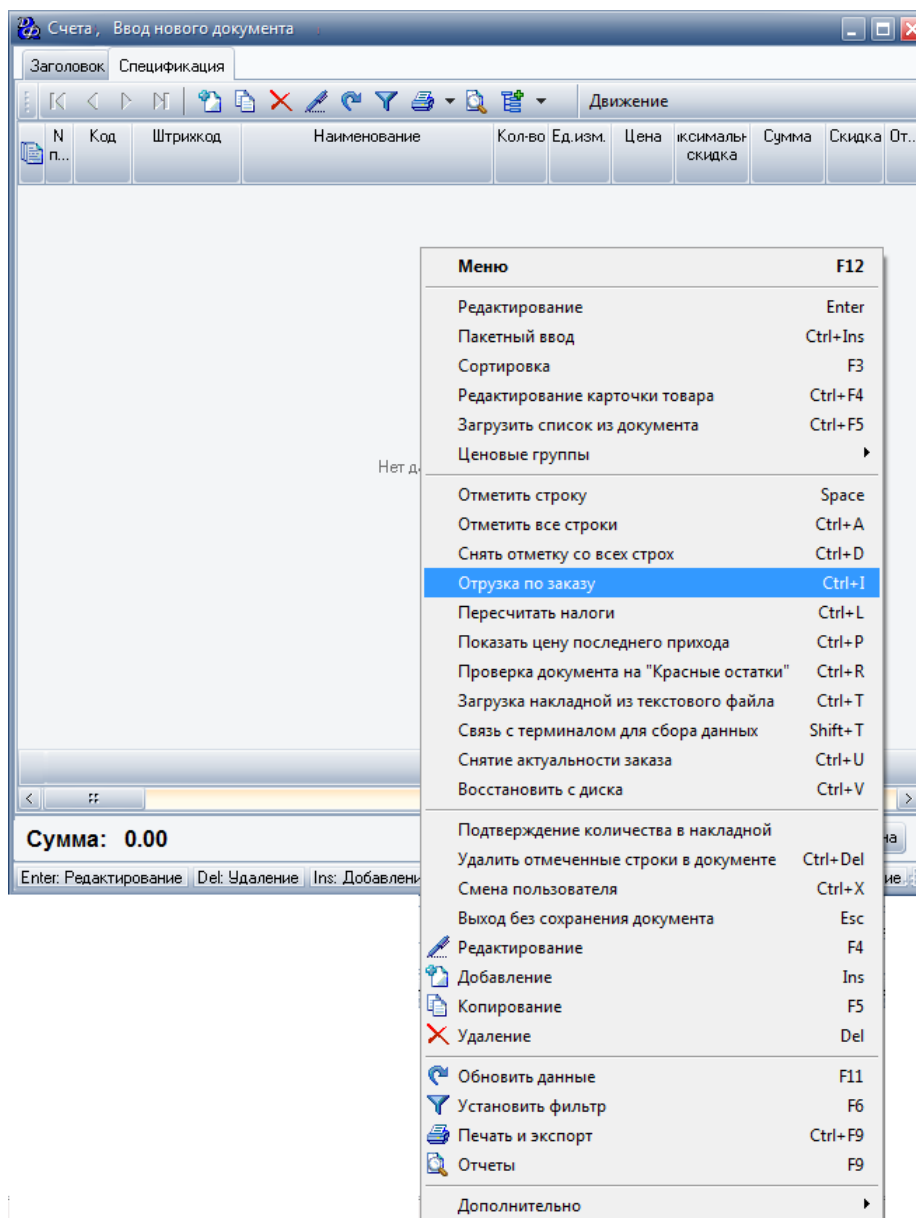 Счета, Ввод нового документа
Заголовок Спецификация
Движение
N п... Код Штрихкод Наименование Кол-во Ед.изм. Цена ксимальн скидка Сумма Скидка От...
Меню F12
Редактирование Enter
Пакетный ввод Ctrl+Ins
Сортировка F3
Редактирование карточки товара Ctrl+F4
Загрузить список из документа Ctrl+F5
Ценовые группы
Нет д
Отметить строку Space
Отметить все строки Ctrl+A
Снять отметку со всех строх Ctrl+D
Отрузка по заказу Ctrl+I
Пересчитать налоги Ctrl+L
Показать цену последнего прихода Ctrl+P
Проверка документа на "Красные остатки" Ctrl+R
Загрузка накладной из текстового файла Ctrl+T
Связь с терминалом для сбора данных Shift+T
Снятие актуальности заказа Ctrl+U
Восстановить с диска Ctrl+V
Сумма: 0.00
на
Подтверждение количества в накладной
Удалить отмеченные строки в документе Ctrl+Del
Enter: Редактирование Del: Удаление Ins: Добавлени
ие
Смена пользователя Ctrl+X
Выход без сохранения документа Esc
Редактирование F4
Добавление Ins
Копирование F5
Удаление Del
Обновить данные F11
Установить фильтр F6
Печать и экспорт Ctrl+F9
Отчеты F9
Дополнительно